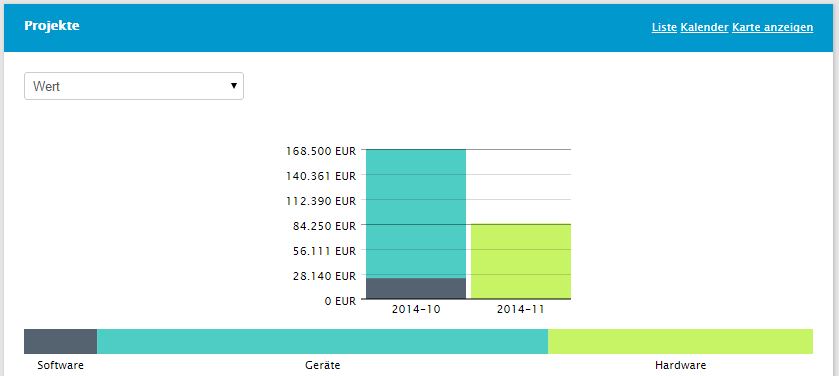 Projekte
Liste Kalender Karte anzeigen
Wert
168.500 EUR
140.361 EUR
112.390 EUR
84.250 EUR
56.111 EUR
28.140 EUR
0 EUR
2014-10 2014-11
Software Geräte Hardware